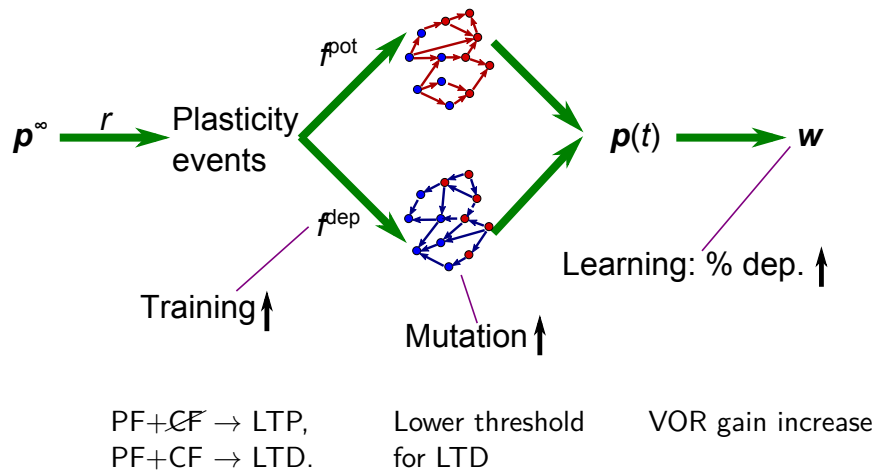 f^pot
p^∞
r
Plasticity
events
p(t)
w
f^dep
Learning: % dep.
Training
Mutation
PF+C̶F̶ → LTP,
PF+CF → LTD.
Lower threshold
for LTD
VOR gain increase